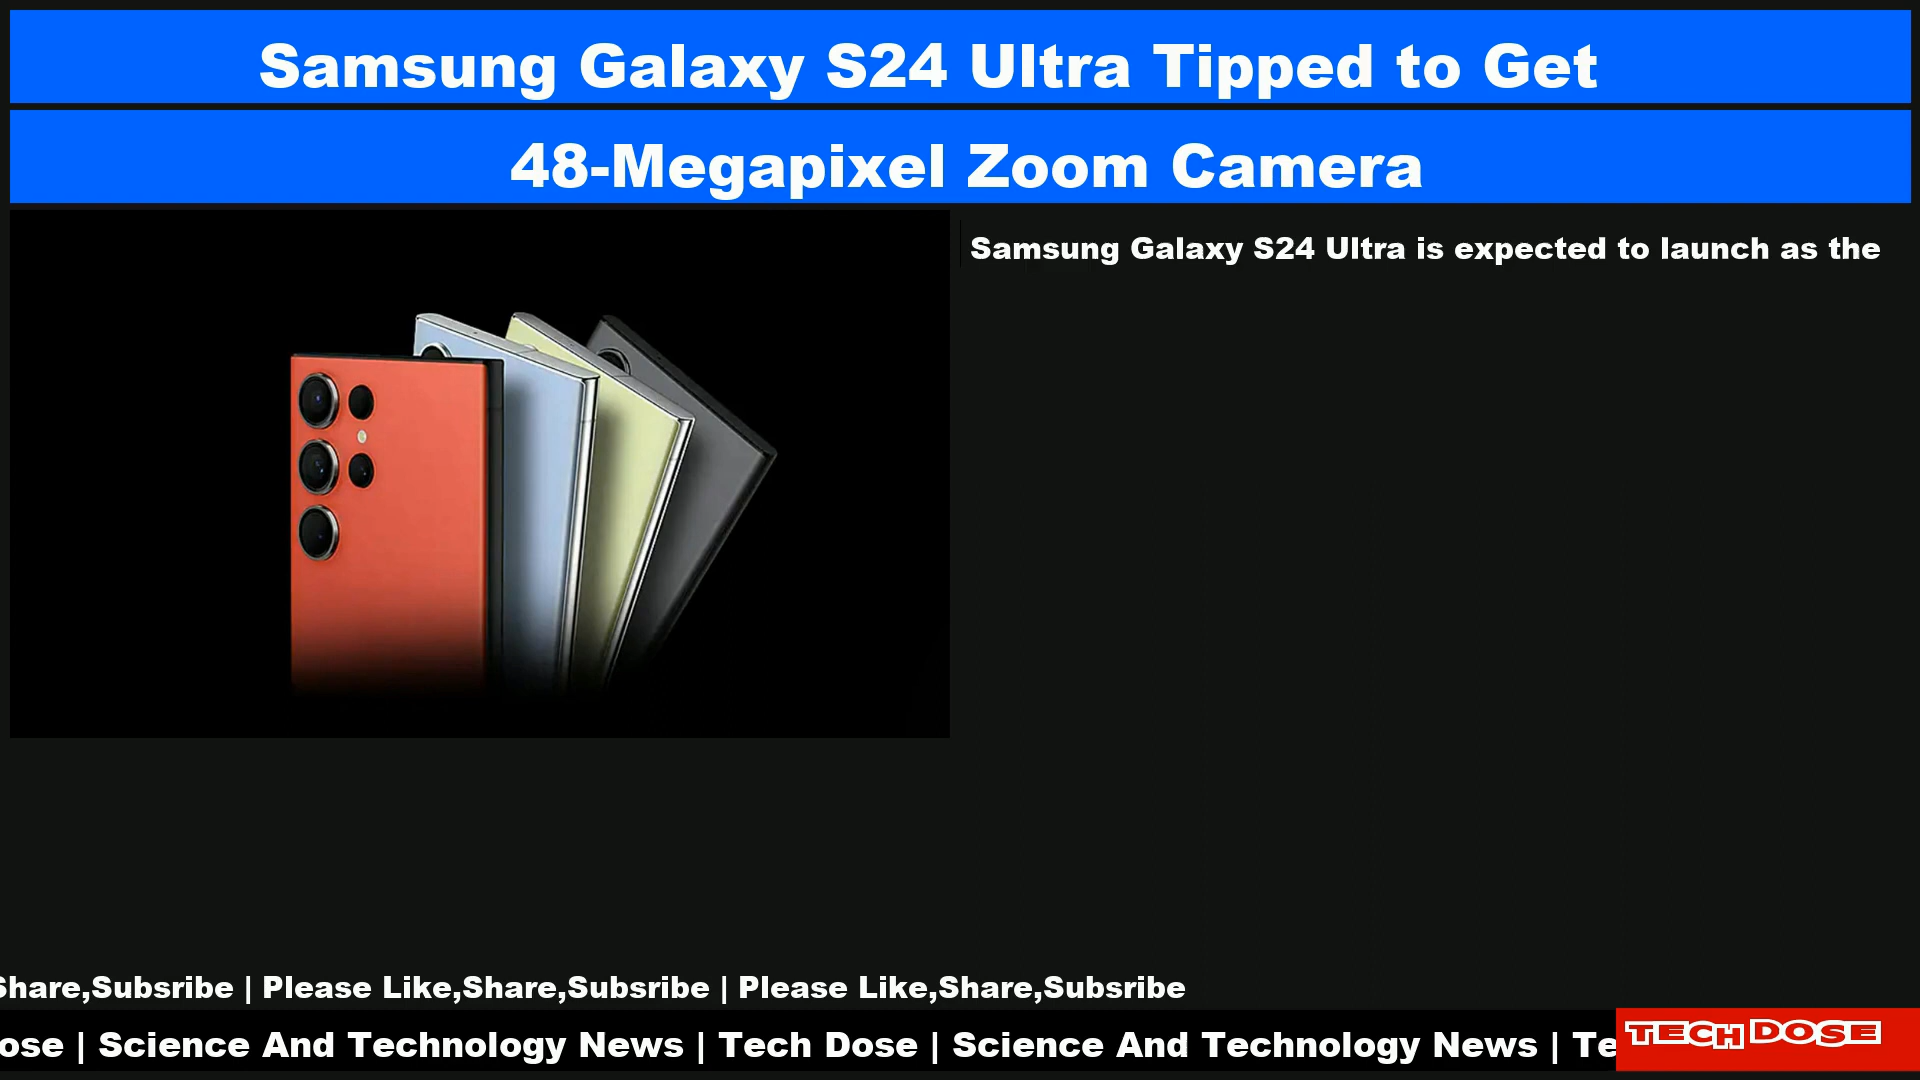 Samsung Galaxy S24 Ultra Tipped to Get
48-Megapixel Zoom Camera
Samsung Galaxy S24 Ultra is expected to launch as the
Share,Subsribe | Please Like,Share,Subsribe | Please Like,Share,Subsribe
ose | Science And Technology News | Tech Dose | Science And Technology News | Te
TECH DOSE